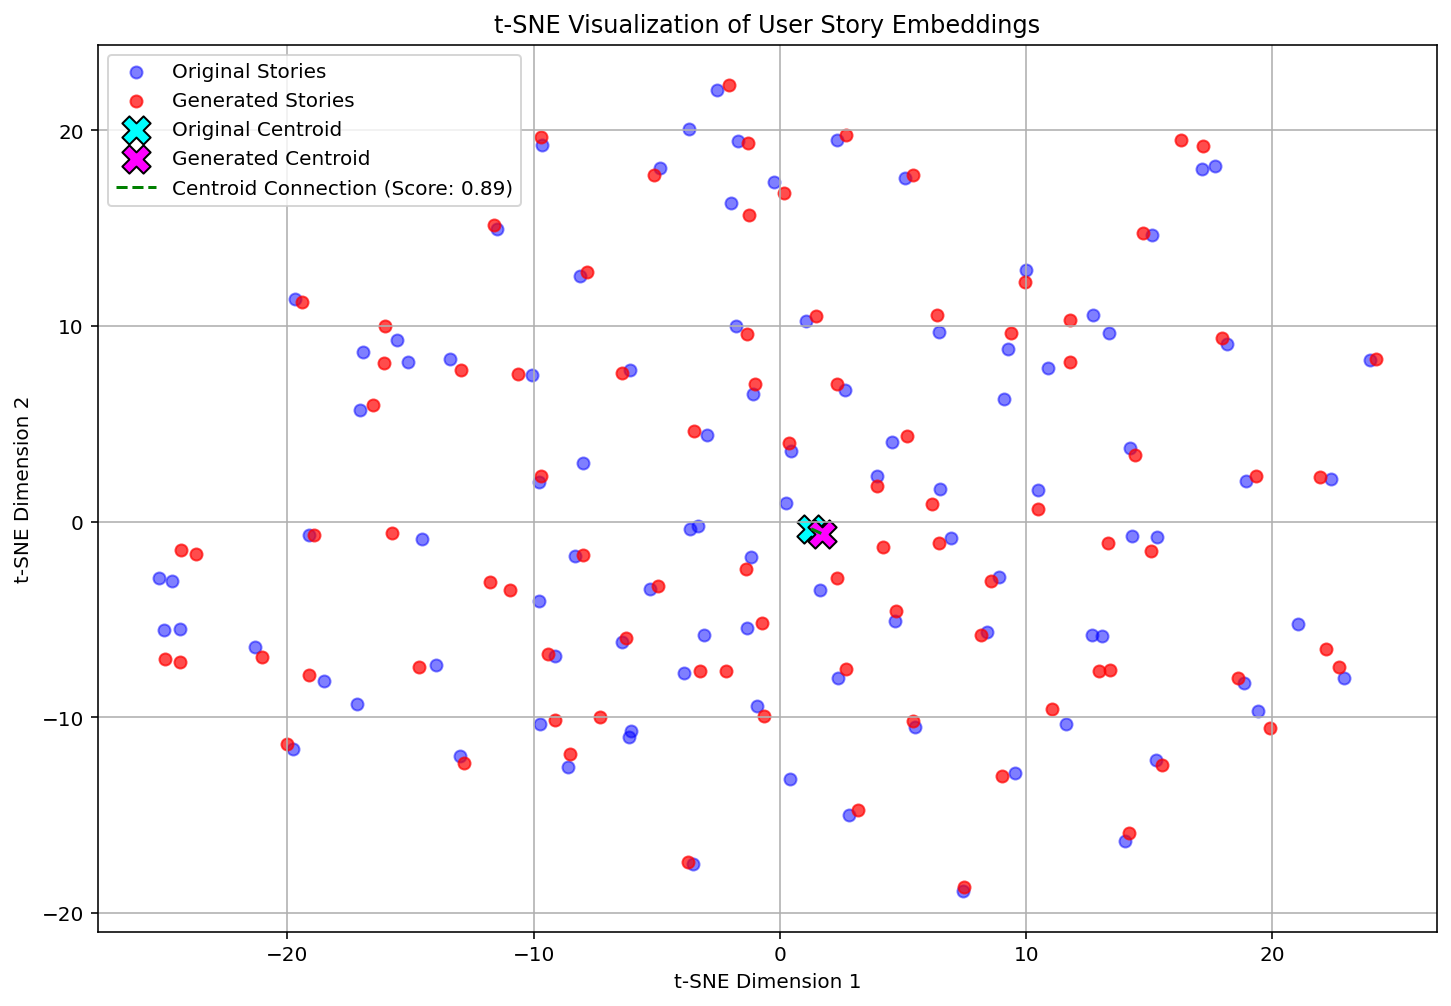 t-SNE Visualization of User Story Embeddings
Original Stories
Generated Stories
Original Centroid
Generated Centroid
Centroid Connection (Score: 0.89)
20
10
0
−10
−20
t-SNE Dimension 2
−20
−10
0
10
20
t-SNE Dimension 1